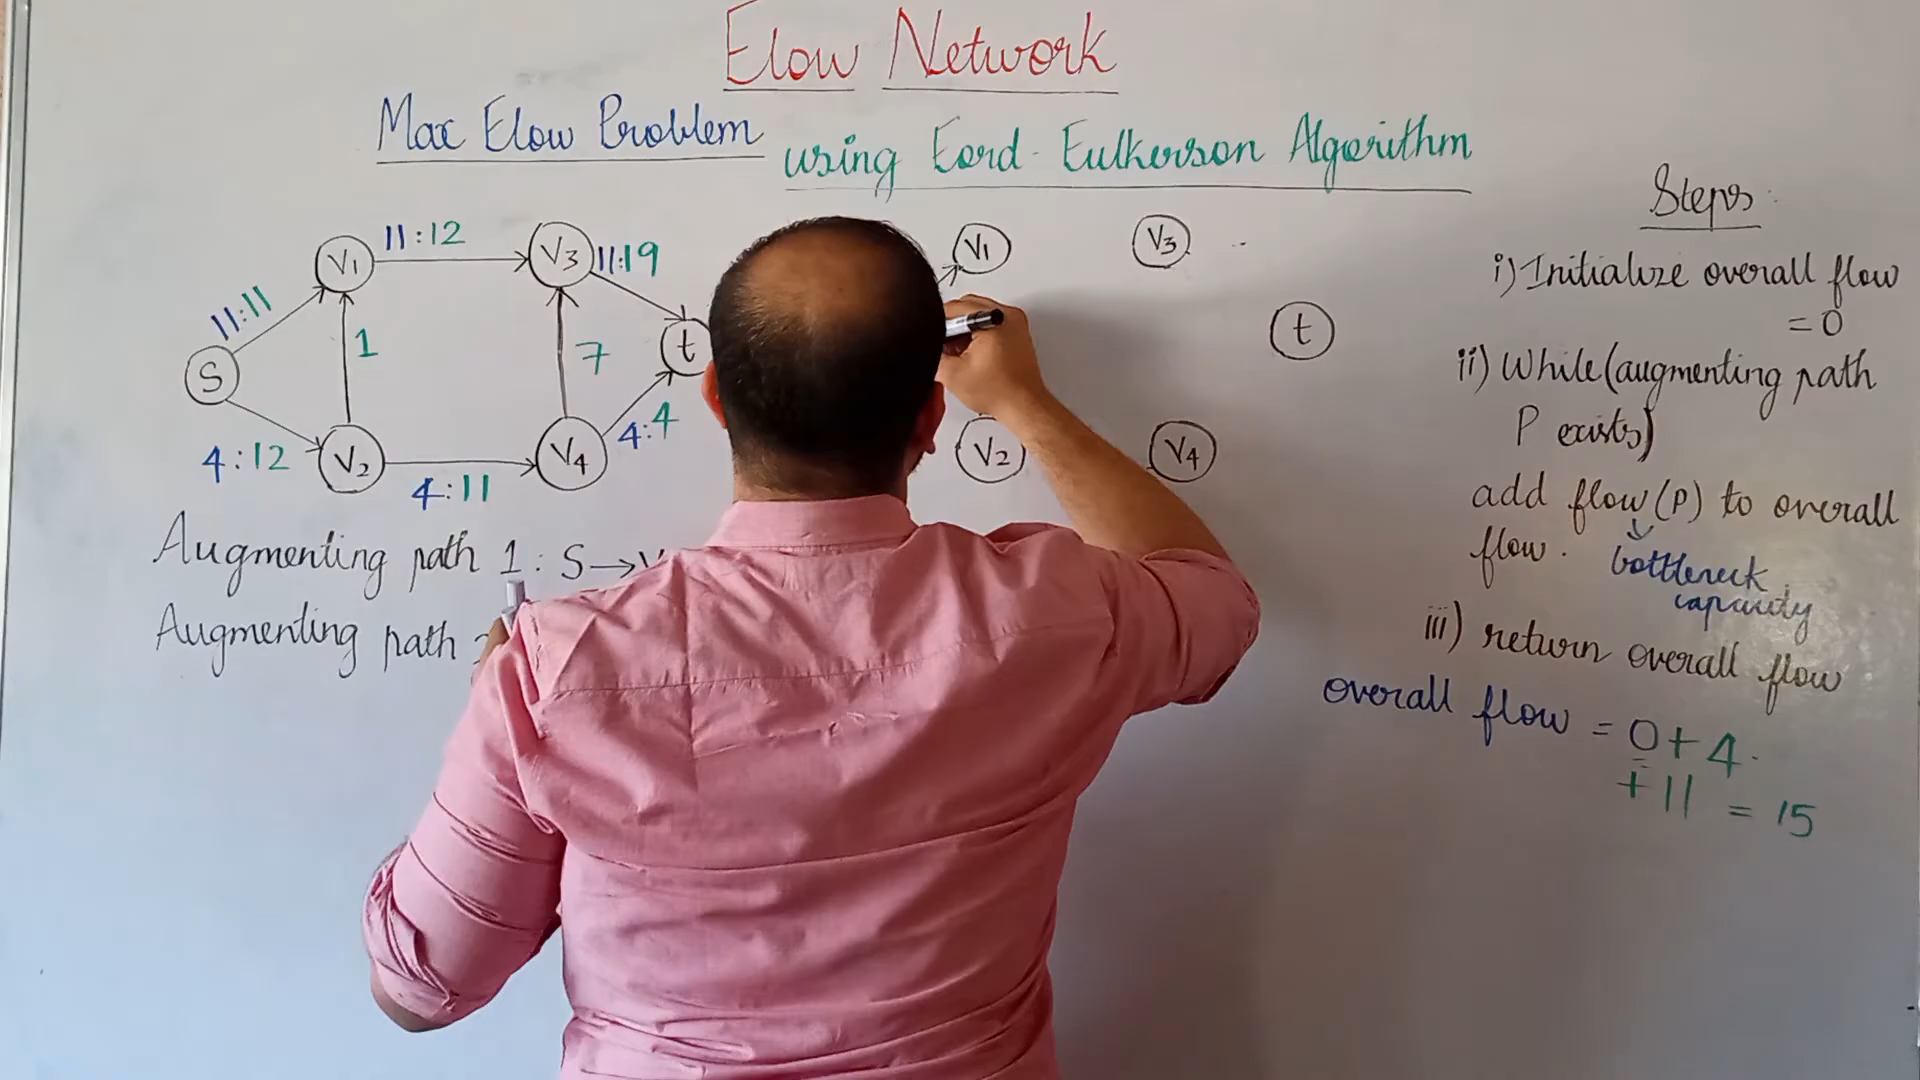 Flow Network
Max Flow Problem
using Ford-Fulkerson Algorithm
Steps
i) Initialize overall flow
= 0
ii) While (augmenting path
P exists)
add flow (P) to overall
flow.
bottleneck
capacity
iii) return overall flow
overall flow = 0 + 4
+ 11 = 15
11:12
V1
V3
11:19
11:11
1
7
t
S
4:4
4:12
V2
V4
4:11
V1
V3
t
V2
V4
Augmenting path 1 : S →
Augmenting path